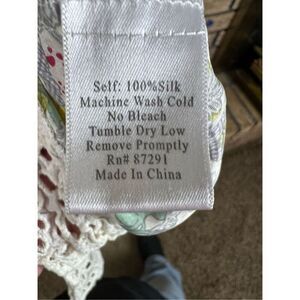 Self: 100%Silk
Machine Wash Cold
No Bleach
Tumble Dry Low
Remove Promptly
Rn# 87291
Made In China